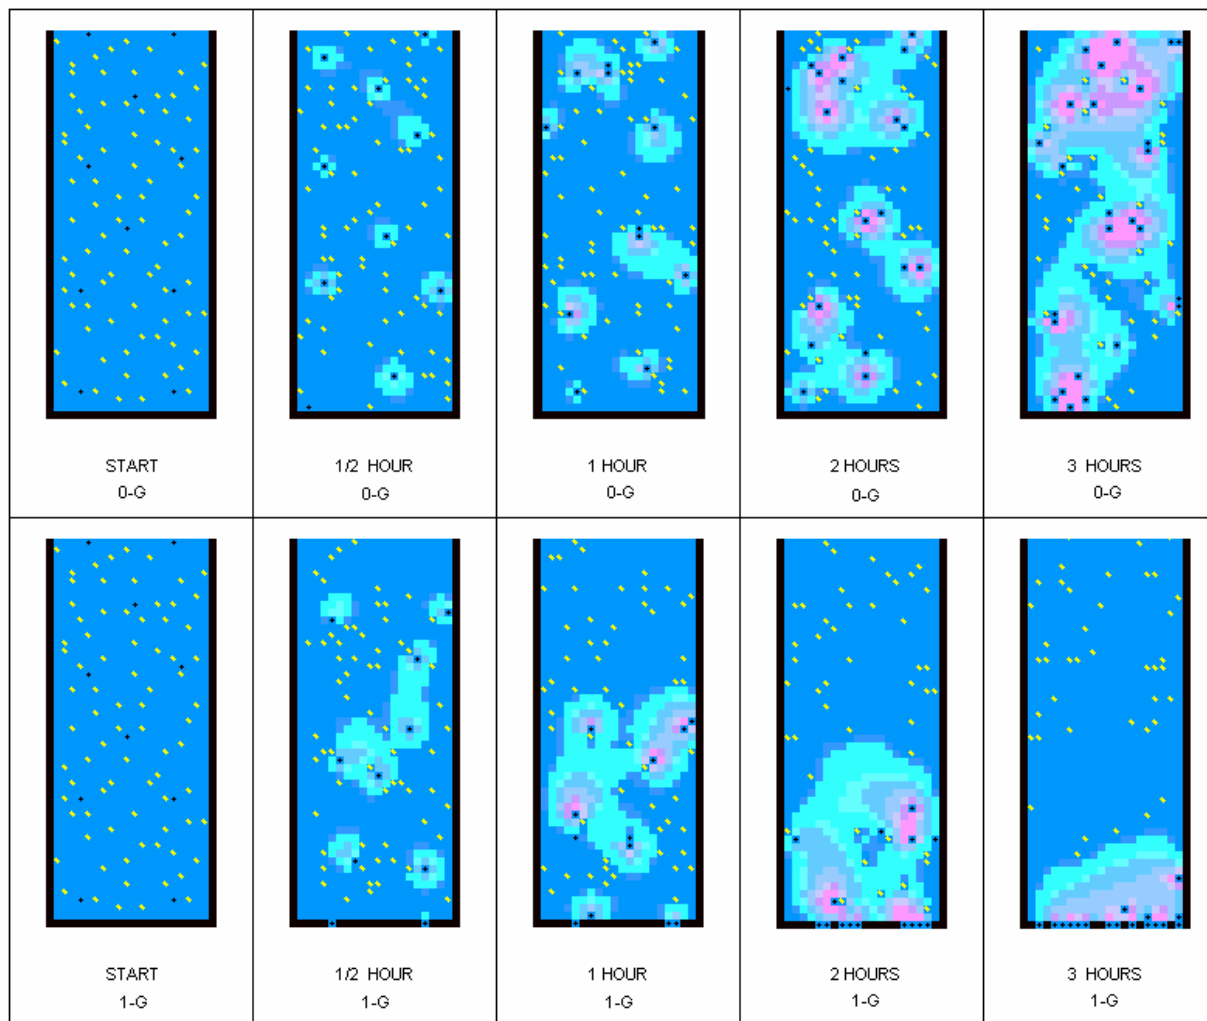 START
0-G
1/2 HOUR
0-G
1 HOUR
0-G
2 HOURS
0-G
3 HOURS
0-G
START
1-G
1/2 HOUR
1-G
1 HOUR
1-G
2 HOURS
1-G
3 HOURS
1-G